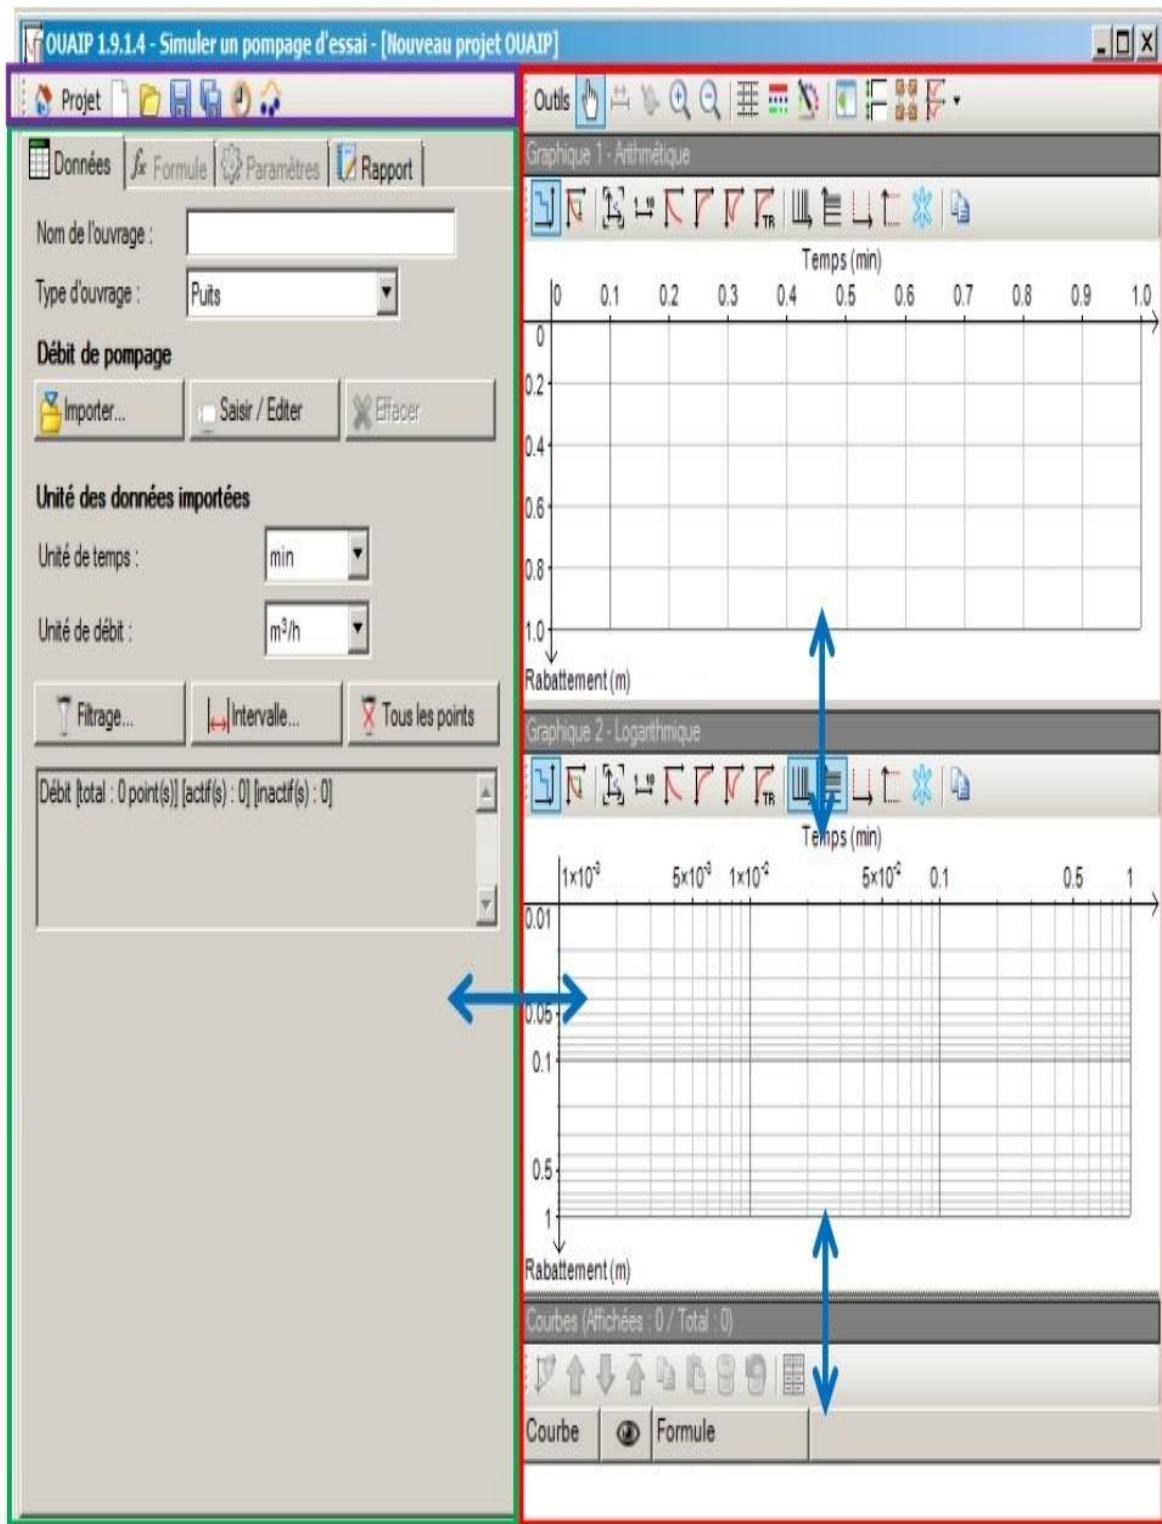 OUAIP 1.9.1.4 - Simuler un pompage d'essai - [Nouveau projet OUAIP]
Projet
Données fx Formule Paramètres Rapport
Nom de l'ouvrage :
Type d'ouvrage : Puits
Débit de pompage
Importer... Saisir / Editer Effacer
Unité des données importées
Unité de temps : min
Unité de débit : m³/h
Filtrage... Intervalle... Tous les points
Débit [total : 0 point(s)] [actif(s) : 0] [inactif(s) : 0]
Outils
Graphique 1 - Arithmétique
1 10 TR
Temps (min)
0 0.1 0.2 0.3 0.4 0.5 0.6 0.7 0.8 0.9 1.0
0
0.2
0.4
0.6
0.8
1.0
Rabattement (m)
Graphique 2 - Logarithmique
1 10 TR
Temps (min)
1×10⁻³ 5×10⁻³ 1×10⁻² 5×10⁻² 0.1 0.5 1
0.01
0.05
0.1
0.5
1
Rabattement (m)
Courbes (Affichées : 0 / Total : 0)
Courbe Formule